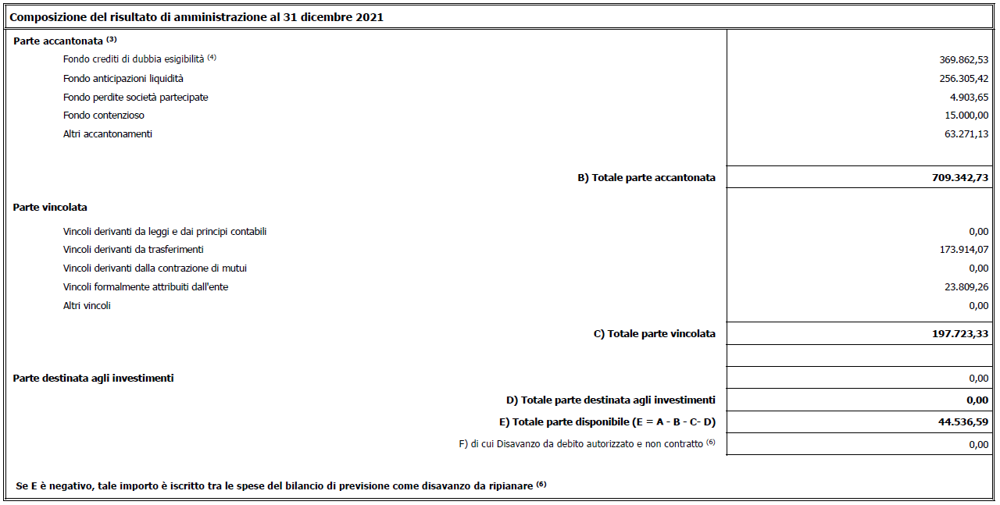 Composizione del risultato di amministrazione al 31 dicembre 2021
Parte accantonata (3)
Fondo crediti di dubbia esigibilità (4) 369.862,53
Fondo anticipazioni liquidità 256.305,42
Fondo perdite società partecipate 4.903,65
Fondo contenzioso 15.000,00
Altri accantonamenti 63.271,13
B) Totale parte accantonata 709.342,73
Parte vincolata
Vincoli derivanti da leggi e dai principi contabili 0,00
Vincoli derivanti da trasferimenti 173.914,07
Vincoli derivanti dalla contrazione di mutui 0,00
Vincoli formalmente attribuiti dall'ente 23.809,26
Altri vincoli 0,00
C) Totale parte vincolata 197.723,33
Parte destinata agli investimenti 0,00
D) Totale parte destinata agli investimenti 0,00
E) Totale parte disponibile (E = A - B - C- D) 44.536,59
F) di cui Disavanzo da debito autorizzato e non contratto (6) 0,00
Se E è negativo, tale importo è iscritto tra le spese del bilancio di previsione come disavanzo da ripianare (6)